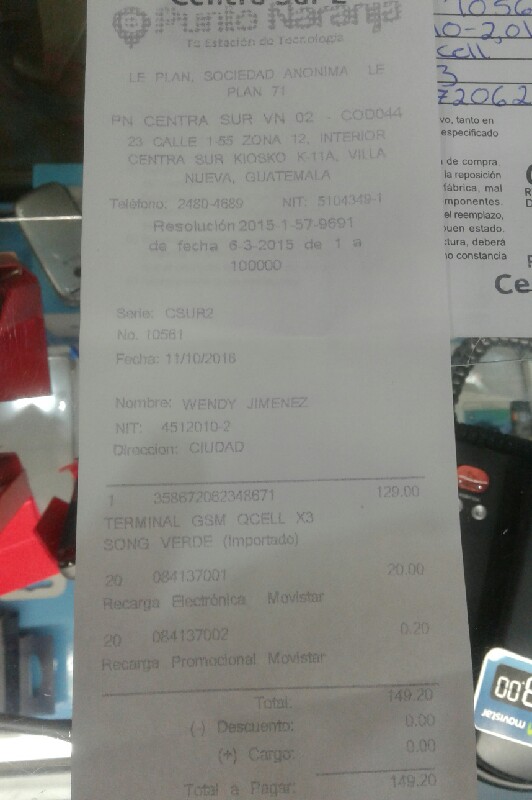 Centra Sur 2
Punto Naranja
Tu Estación de Tecnología
LE PLAN, SOCIEDAD ANONIMA LE
PLAN 71
PN CENTRA SUR VN 02 - COD044
23 CALLE 1-55 ZONA 12, INTERIOR
CENTRA SUR KIOSKO K-11A, VILLA
NUEVA, GUATEMALA
Teléfono: 2480-4689 NIT: 5104349-1
Resolución 2015-1-57-9691
de fecha 6-3-2015 de 1 a
100000
Serie: CSUR2
No. 10561
Fecha: 11/10/2016
Nombre: WENDY JIMENEZ
NIT: 4512010-2
Direccion: CIUDAD
1 358672062348671 129.00
TERMINAL GSM QCELL X3
SONG VERDE (Importado)
20 084137001 20.00
Recarga Electrónica Movistar
20 084137002 0.20
Recarga Promocional Movistar
Total: 149.20
(-) Descuento: 0.00
(+) Cargo: 0.00
Total a Pagar: 149.20
1056
10-2,01
cell
3
72062
vo, tanto en
especificado
de compra.
la reposición
fábrica, mal
mponentes.
el reemplazo,
buen estado.
ctura, deberá
o constancia
Ce
movistar